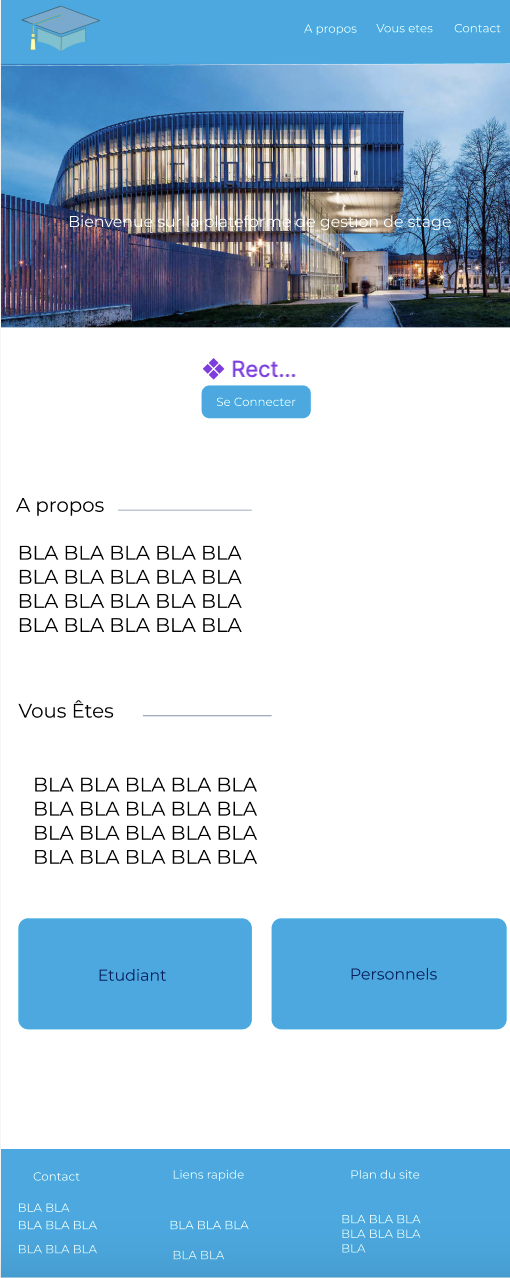 A propos
Vous etes
Contact
Bienvenue sur la plateforme de gestion de stage
Rect...
Se Connecter
A propos
BLA BLA BLA BLA BLA
BLA BLA BLA BLA BLA
BLA BLA BLA BLA BLA
BLA BLA BLA BLA BLA
Vous Êtes
BLA BLA BLA BLA BLA
BLA BLA BLA BLA BLA
BLA BLA BLA BLA BLA
BLA BLA BLA BLA BLA
Etudiant
Personnels
Contact
BLA BLA
BLA BLA BLA
BLA BLA BLA
Liens rapide
BLA BLA BLA
BLA BLA
Plan du site
BLA BLA BLA
BLA BLA BLA
BLA